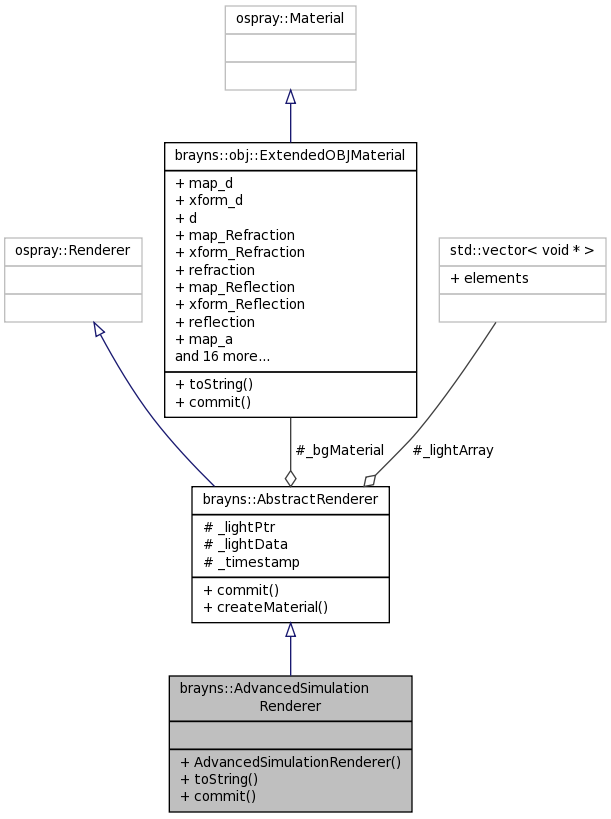 ospray::Material
brayns::obj::ExtendedOBJMaterial
+ map_d
+ xform_d
+ d
+ map_Refraction
+ xform_Refraction
+ refraction
+ map_Reflection
+ xform_Reflection
+ reflection
+ map_a
and 16 more...
+ toString()
+ commit()
ospray::Renderer
std::vector< void * >
+ elements
#_bgMaterial
#_lightArray
brayns::AbstractRenderer
# _lightPtr
# _lightData
# _timestamp
+ commit()
+ createMaterial()
brayns::AdvancedSimulation
Renderer
+ AdvancedSimulationRenderer()
+ toString()
+ commit()